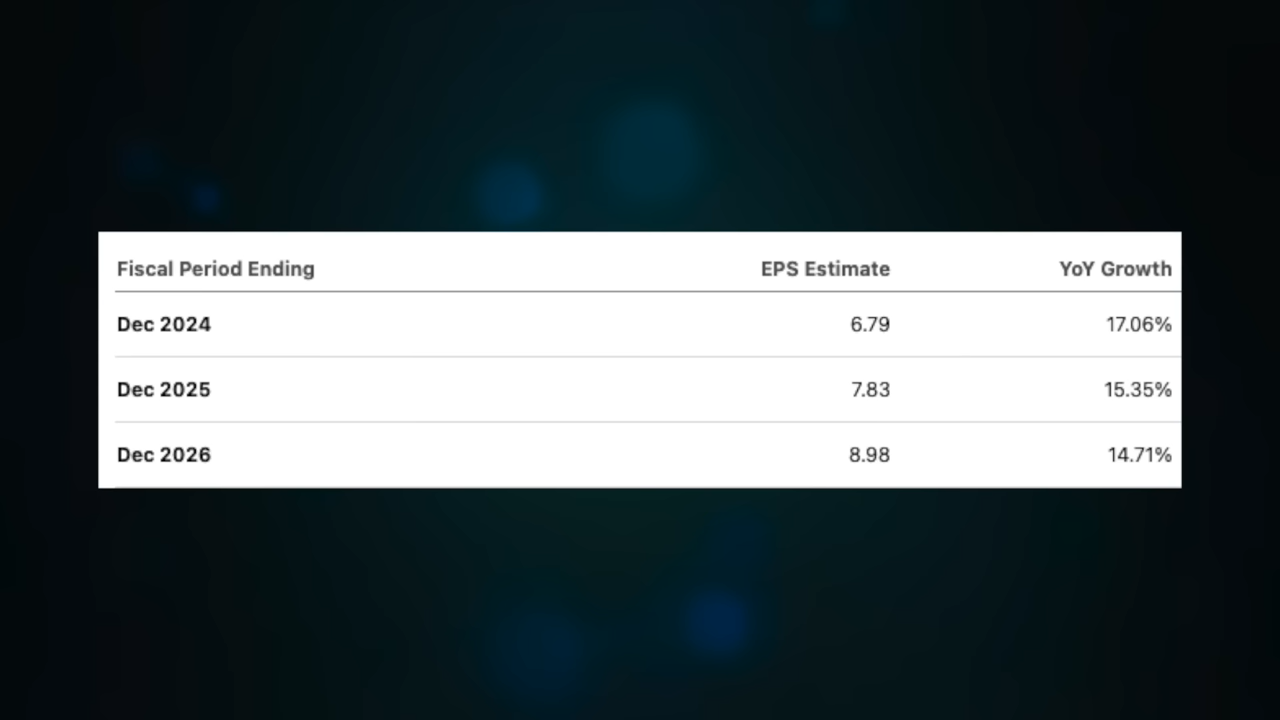 Fiscal Period Ending EPS Estimate YoY Growth
Dec 2024 6.79 17.06%
Dec 2025 7.83 15.35%
Dec 2026 8.98 14.71%